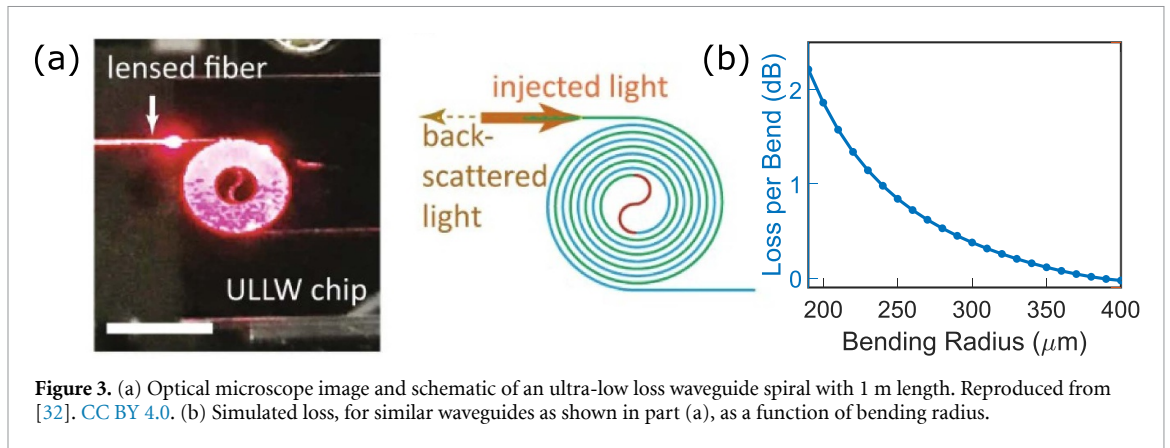 (a)
lensed fiber
ULLW chip
injected light
back-
scattered
light
(b)
Loss per Bend (dB)
2
1
0
200
250
300
350
400
Bending Radius (μm)
Figure 3. (a) Optical microscope image and schematic of an ultra-low loss waveguide spiral with 1 m length. Reproduced from
[32]. CC BY 4.0. (b) Simulated loss, for similar waveguides as shown in part (a), as a function of bending radius.